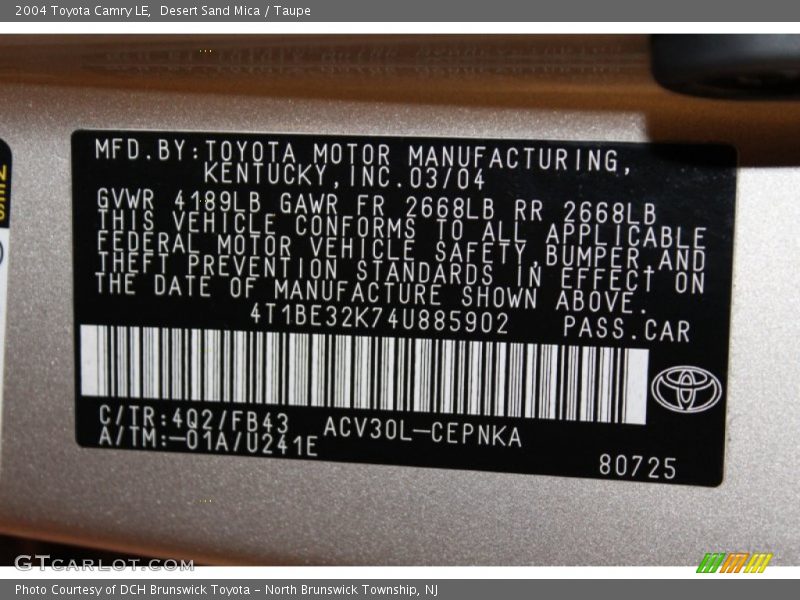 2004 Toyota Camry LE,  Desert Sand Mica / Taupe
MFD.BY:TOYOTA MOTOR MANUFACTURING,
KENTUCKY,INC.03/04
GVWR 4189LB GAWR FR 2668LB RR 2668LB
THIS VEHICLE CONFORMS TO ALL APPLICABLE
FEDERAL MOTOR VEHICLE SAFETY,BUMPER,AND
THEFT PREVENTION STANDARDS IN EFFECT ON
THE DATE OF MANUFACTURE SHOWN ABOVE.
4T1BE32K74U885902 PASS.CAR
C/TR:4Q2/FB43 ACV30L-CEPNKA
A/TM:-01A/U241E
80725
GTCARLOT.COM
Photo Courtesy of DCH Brunswick Toyota - North Brunswick Township, NJ